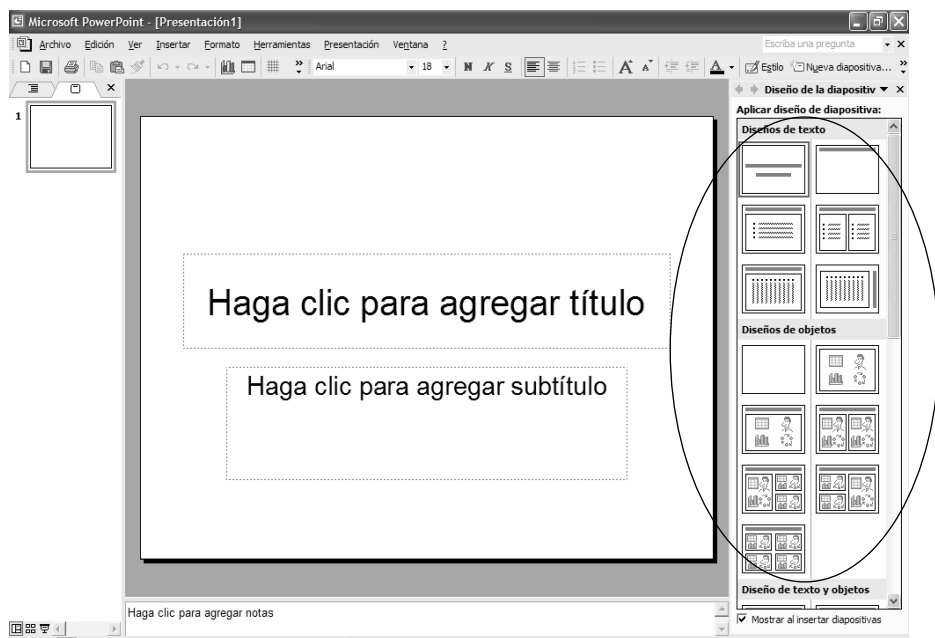 Microsoft PowerPoint - [Presentación1]
Archivo Edición Ver Insertar Formato Herramientas Presentación Ventana ?
Escriba una pregunta
Arial 18 N K S A A A Estilo Nueva diapositiva...
Diseño de la diapositiv
1
Aplicar diseño de diapositiva:
Diseños de texto
Haga clic para agregar título
Diseños de objetos
Haga clic para agregar subtítulo
Diseño de texto y objetos
Haga clic para agregar notas
Mostrar al insertar diapositivas